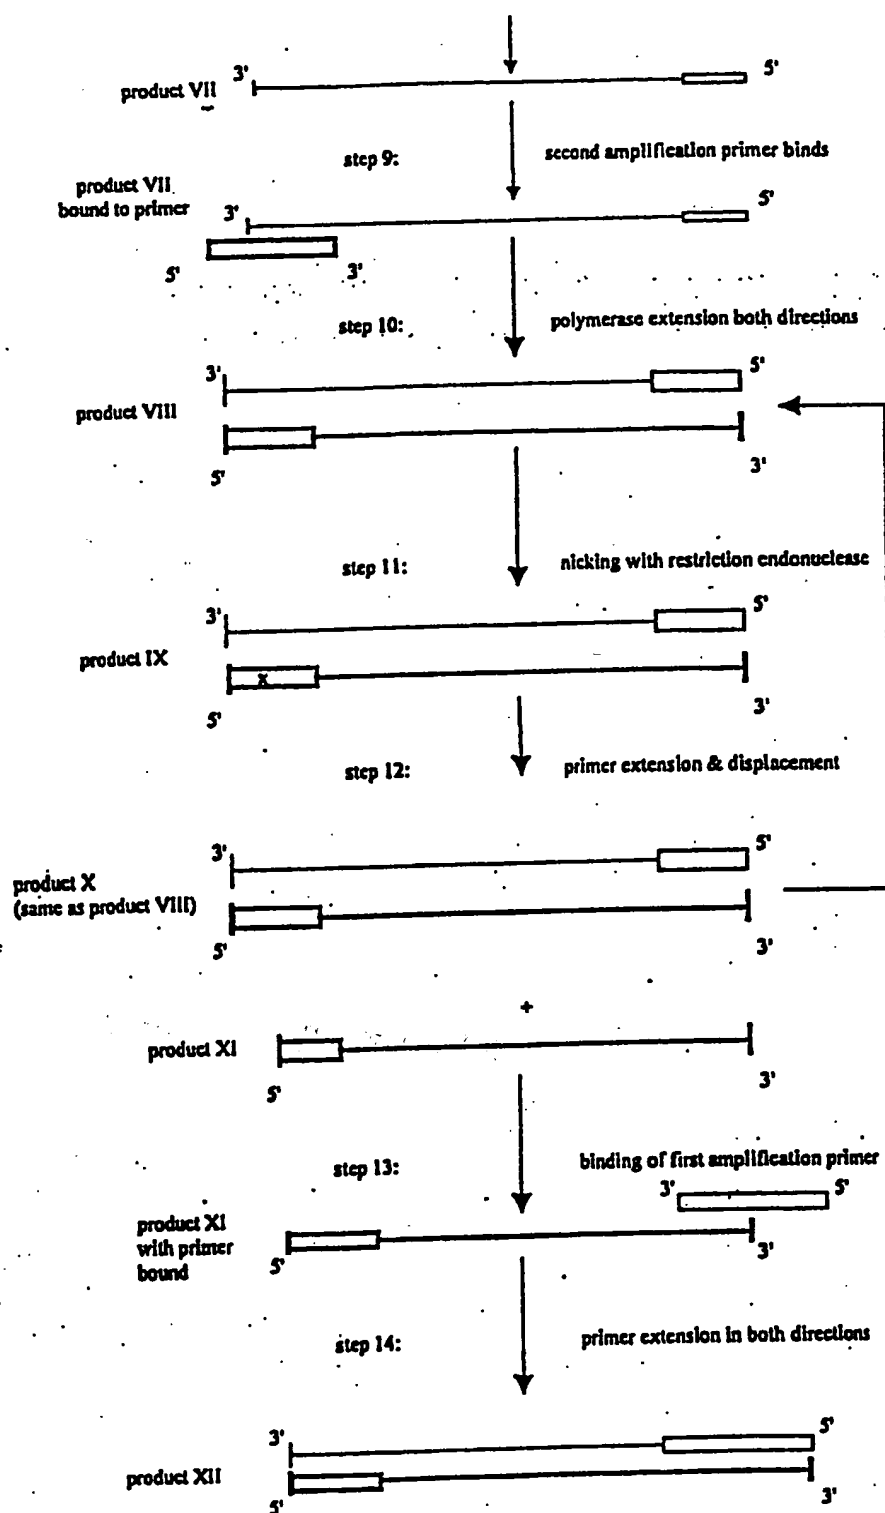 3' 5'
product VII
step 9: second amplification primer binds
product VII
bound to primer
3' 5'
5' 3'
step 10: polymerase extension both directions
3' 5'
product VIII
5' 3'
step 11: nicking with restriction endonuclease
3' 5'
product IX
x
5' 3'
step 12: primer extension & displacement
3' 5'
product X
(same as product VIII)
5' 3'
+
product XI
5' 3'
step 13: binding of first amplification primer
3' 5'
product XI
with primer
bound
5' 3'
step 14: primer extension in both directions
3' 5'
product XII
5' 3'